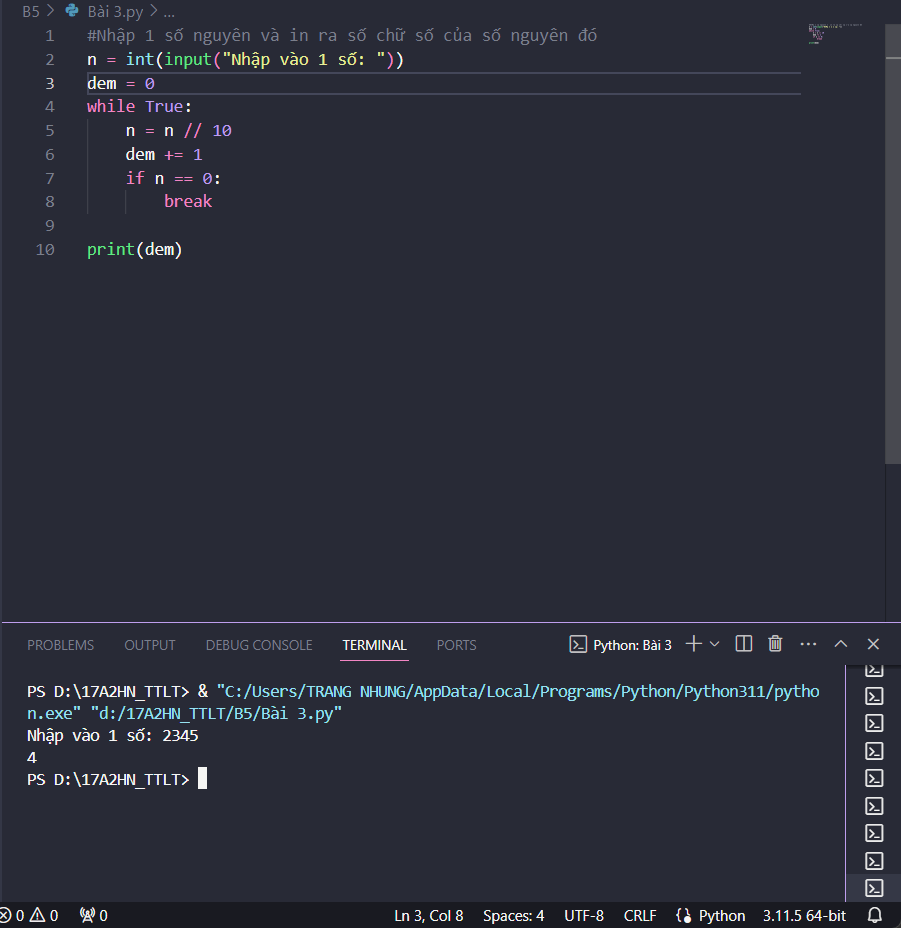 B5 > Bài 3.py > ...
1 #Nhập 1 số nguyên và in ra số chữ số của số nguyên đó
2 n = int(input("Nhập vào 1 số: "))
3 dem = 0
4 while True:
5     n = n // 10
6     dem += 1
7     if n == 0:
8         break
9
10 print(dem)
PROBLEMS OUTPUT DEBUG CONSOLE TERMINAL PORTS Python: Bài 3
PS D:\17A2HN_TTLT> & "C:/Users/TRANG NHUNG/AppData/Local/Programs/Python/Python311/pytho
n.exe" "d:/17A2HN_TTLT/B5/Bài 3.py"
Nhập vào 1 số: 2345
4
PS D:\17A2HN_TTLT>
0 0 0 Ln 3, Col 8 Spaces: 4 UTF-8 CRLF Python 3.11.5 64-bit